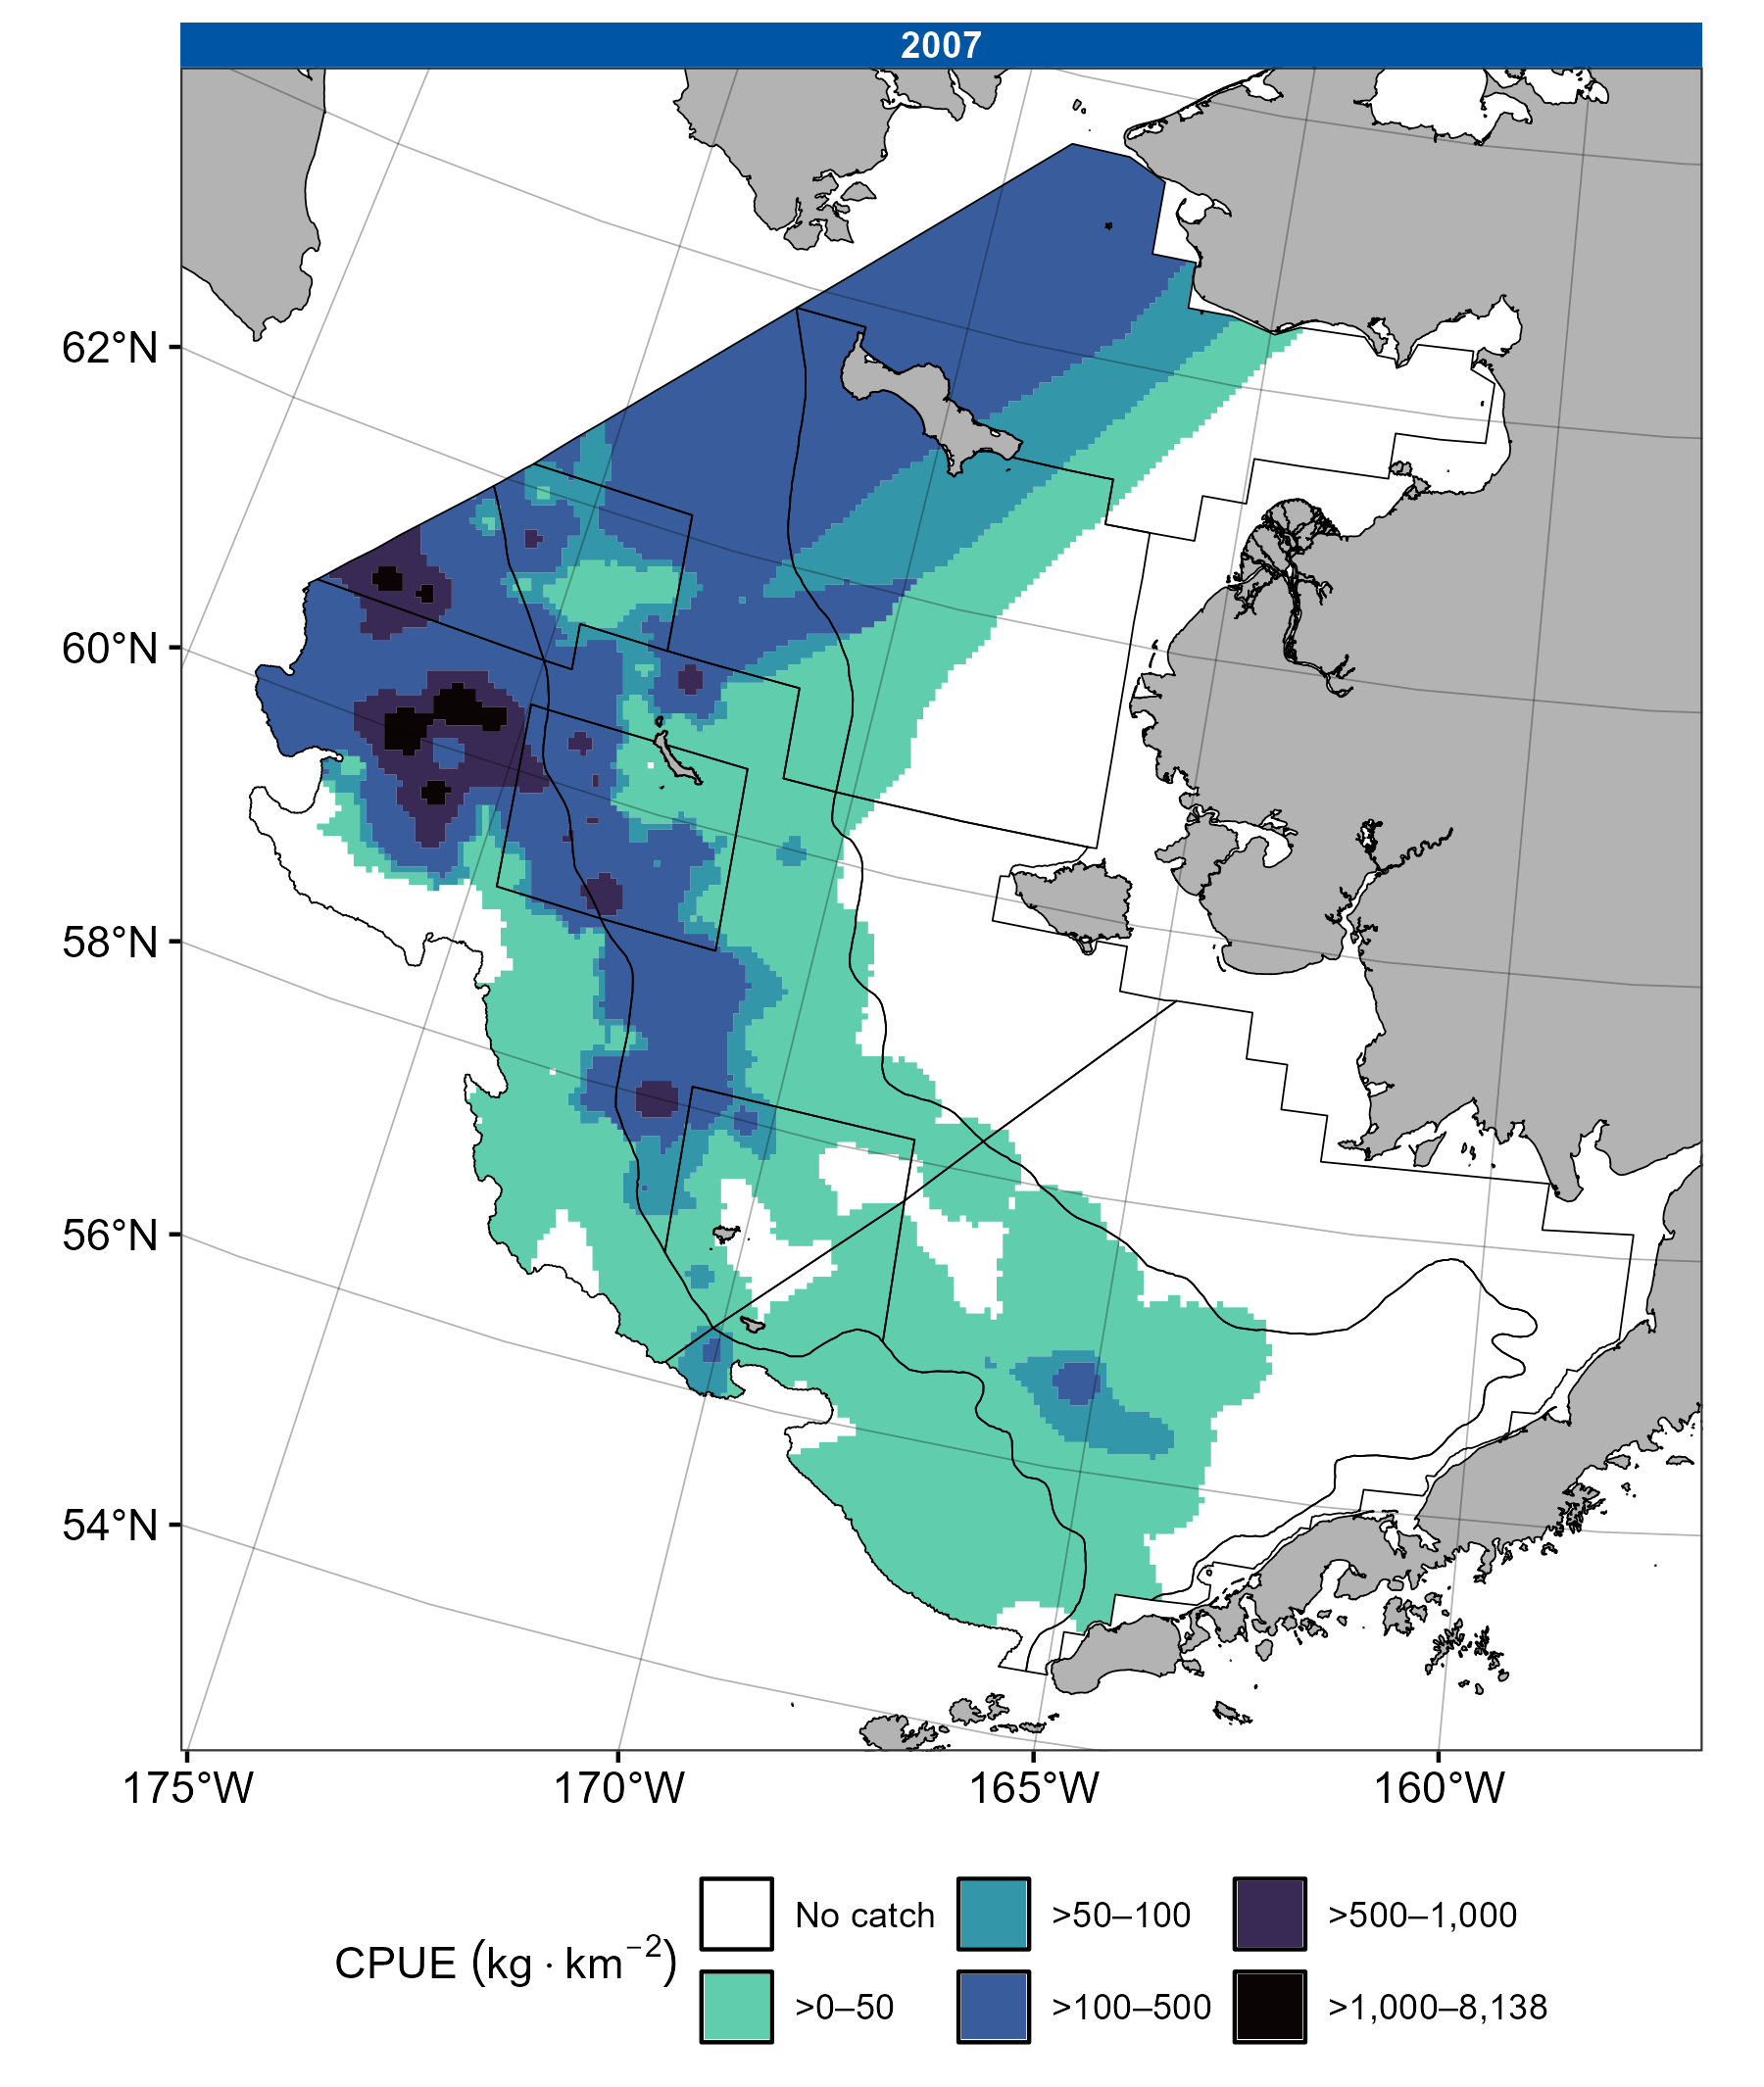 2007
62°N
60°N
58°N
56°N
54°N
175°W 170°W 165°W 160°W
CPUE (kg · km⁻²)
No catch >50–100 >500–1,000
>0–50 >100–500 >1,000–8,138